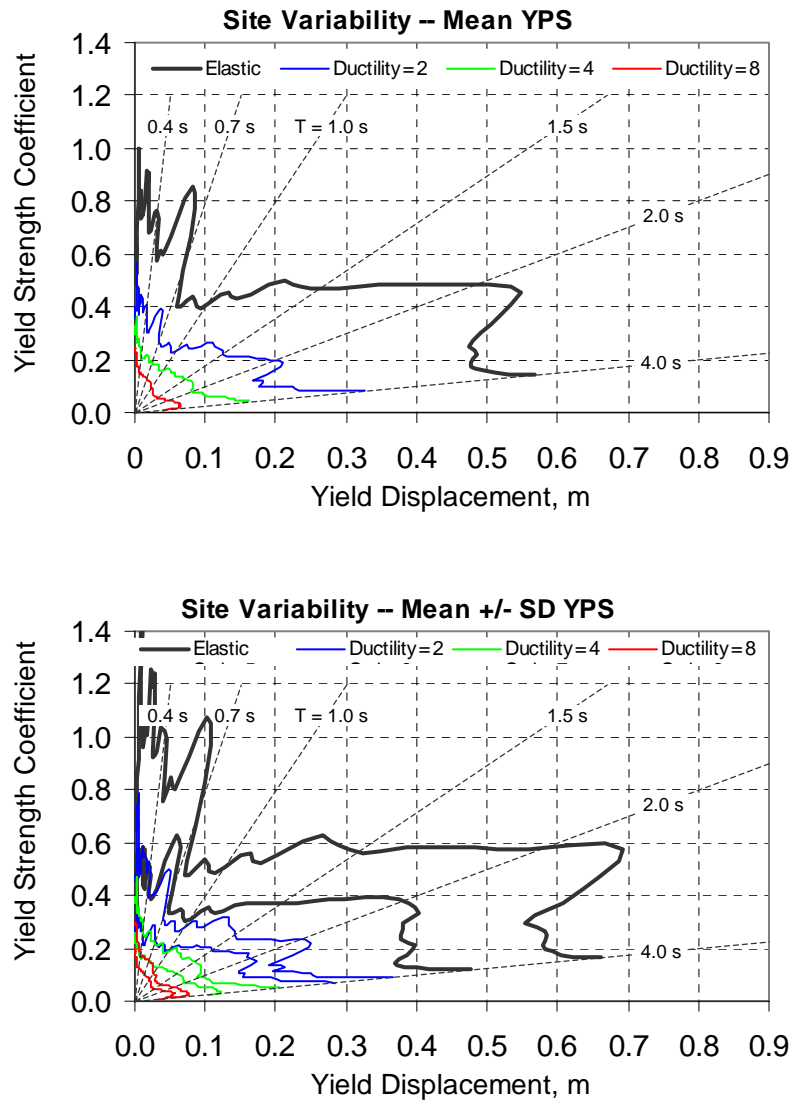 Site Variability -- Mean YPS
Yield Strength Coefficient
1.4
1.2
1.0
0.8
0.6
0.4
0.2
0.0
Elastic Ductility=2 Ductility=4 Ductility=8
0.4 s 0.7 s T = 1.0 s 1.5 s
2.0 s
4.0 s
0 0.1 0.2 0.3 0.4 0.5 0.6 0.7 0.8 0.9
Yield Displacement, m
Site Variability -- Mean +/- SD YPS
Yield Strength Coefficient
1.4
1.2
1.0
0.8
0.6
0.4
0.2
0.0
Elastic Ductility=2 Ductility=4 Ductility=8
0.4 s 0.7 s T = 1.0 s 1.5 s
2.0 s
4.0 s
0.0 0.1 0.2 0.3 0.4 0.5 0.6 0.7 0.8 0.9
Yield Displacement, m